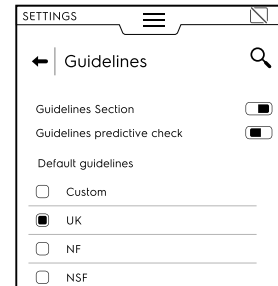 SETTINGS
Guidelines
Guidelines Section
Guidelines predictive check
Default guidelines
Custom
UK
NF
NSF